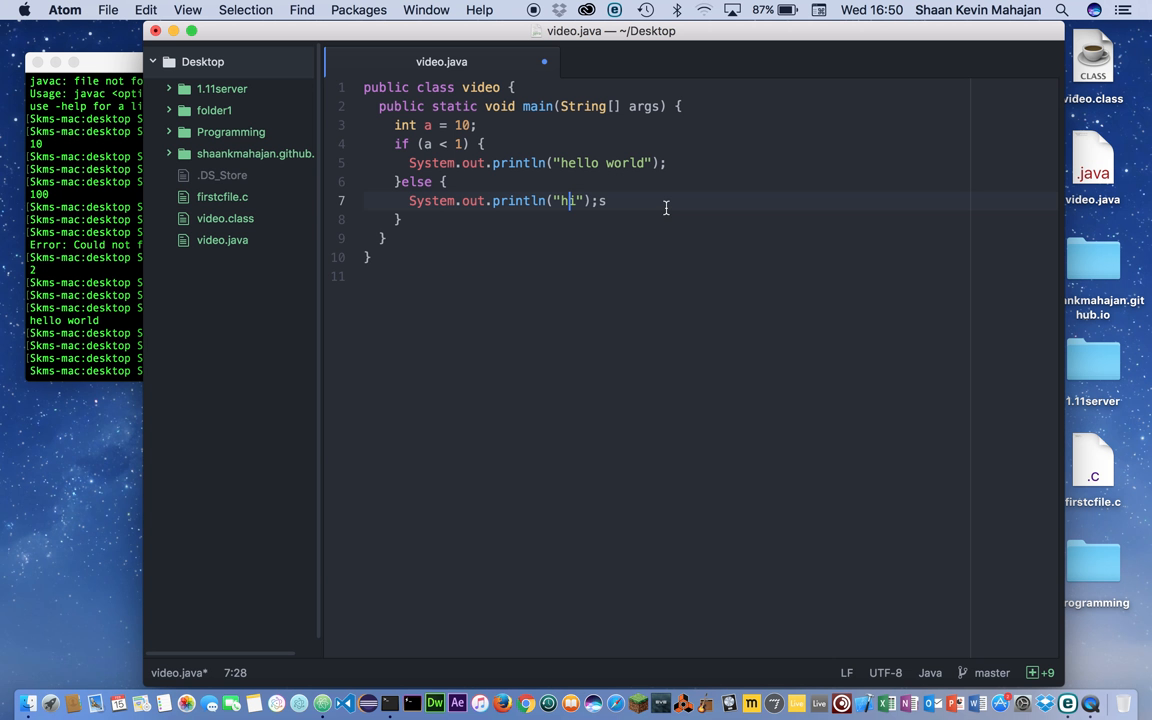 Atom File Edit View Selection Find Packages Window Help 87% Wed 16:50 Shaan Kevin Mahajan
video.java — ~/Desktop
Desktop
video.java
1.11server
folder1
Programming
shaankmahajan.github.
.DS_Store
firstcfile.c
video.class
video.java
1 public class video {
2 public static void main(String[] args) {
3 int a = 10;
4 if (a < 1) {
5 System.out.println("hello world");
6 }else {
7 System.out.println("hi");s
8 }
9 }
10 }
11
javac: file not fo
Usage: javac <opti
use -help for a li
[Skms-mac:desktop S
[Skms-mac:desktop S
10
[Skms-mac:desktop S
[Skms-mac:desktop S
[Skms-mac:desktop S
100
[Skms-mac:desktop S
[Skms-mac:desktop S
[Skms-mac:desktop S
Error: Could not f
[Skms-mac:desktop S
2
[Skms-mac:desktop S
[Skms-mac:desktop S
[Skms-mac:desktop S
hello world
[Skms-mac:desktop S
[Skms-mac:desktop S
[Skms-mac:desktop S
[Skms-mac:desktop S
CLASS
video.class
.java
video.java
ankmahajan.git
hub.io
1.11server
.C
firstcfile.c
rogramming
video.java* 7:28 LF UTF-8 Java master +9
15 Dw Ae m 7 Live Live